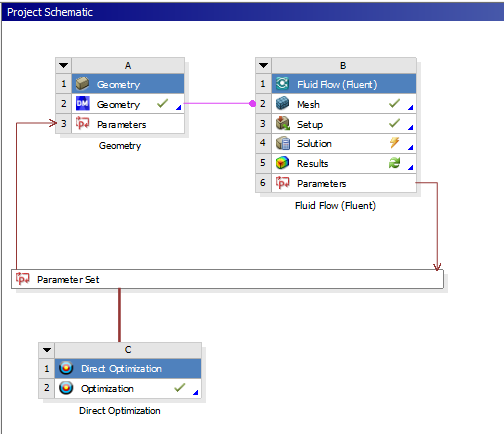 Project Schematic
A
1 Geometry
2 DM Geometry
3 Parameters
Geometry
B
1 Fluid Flow (Fluent)
2 Mesh
3 Setup
4 Solution
5 Results
6 Parameters
Fluid Flow (Fluent)
Parameter Set
C
1 Direct Optimization
2 Optimization
Direct Optimization